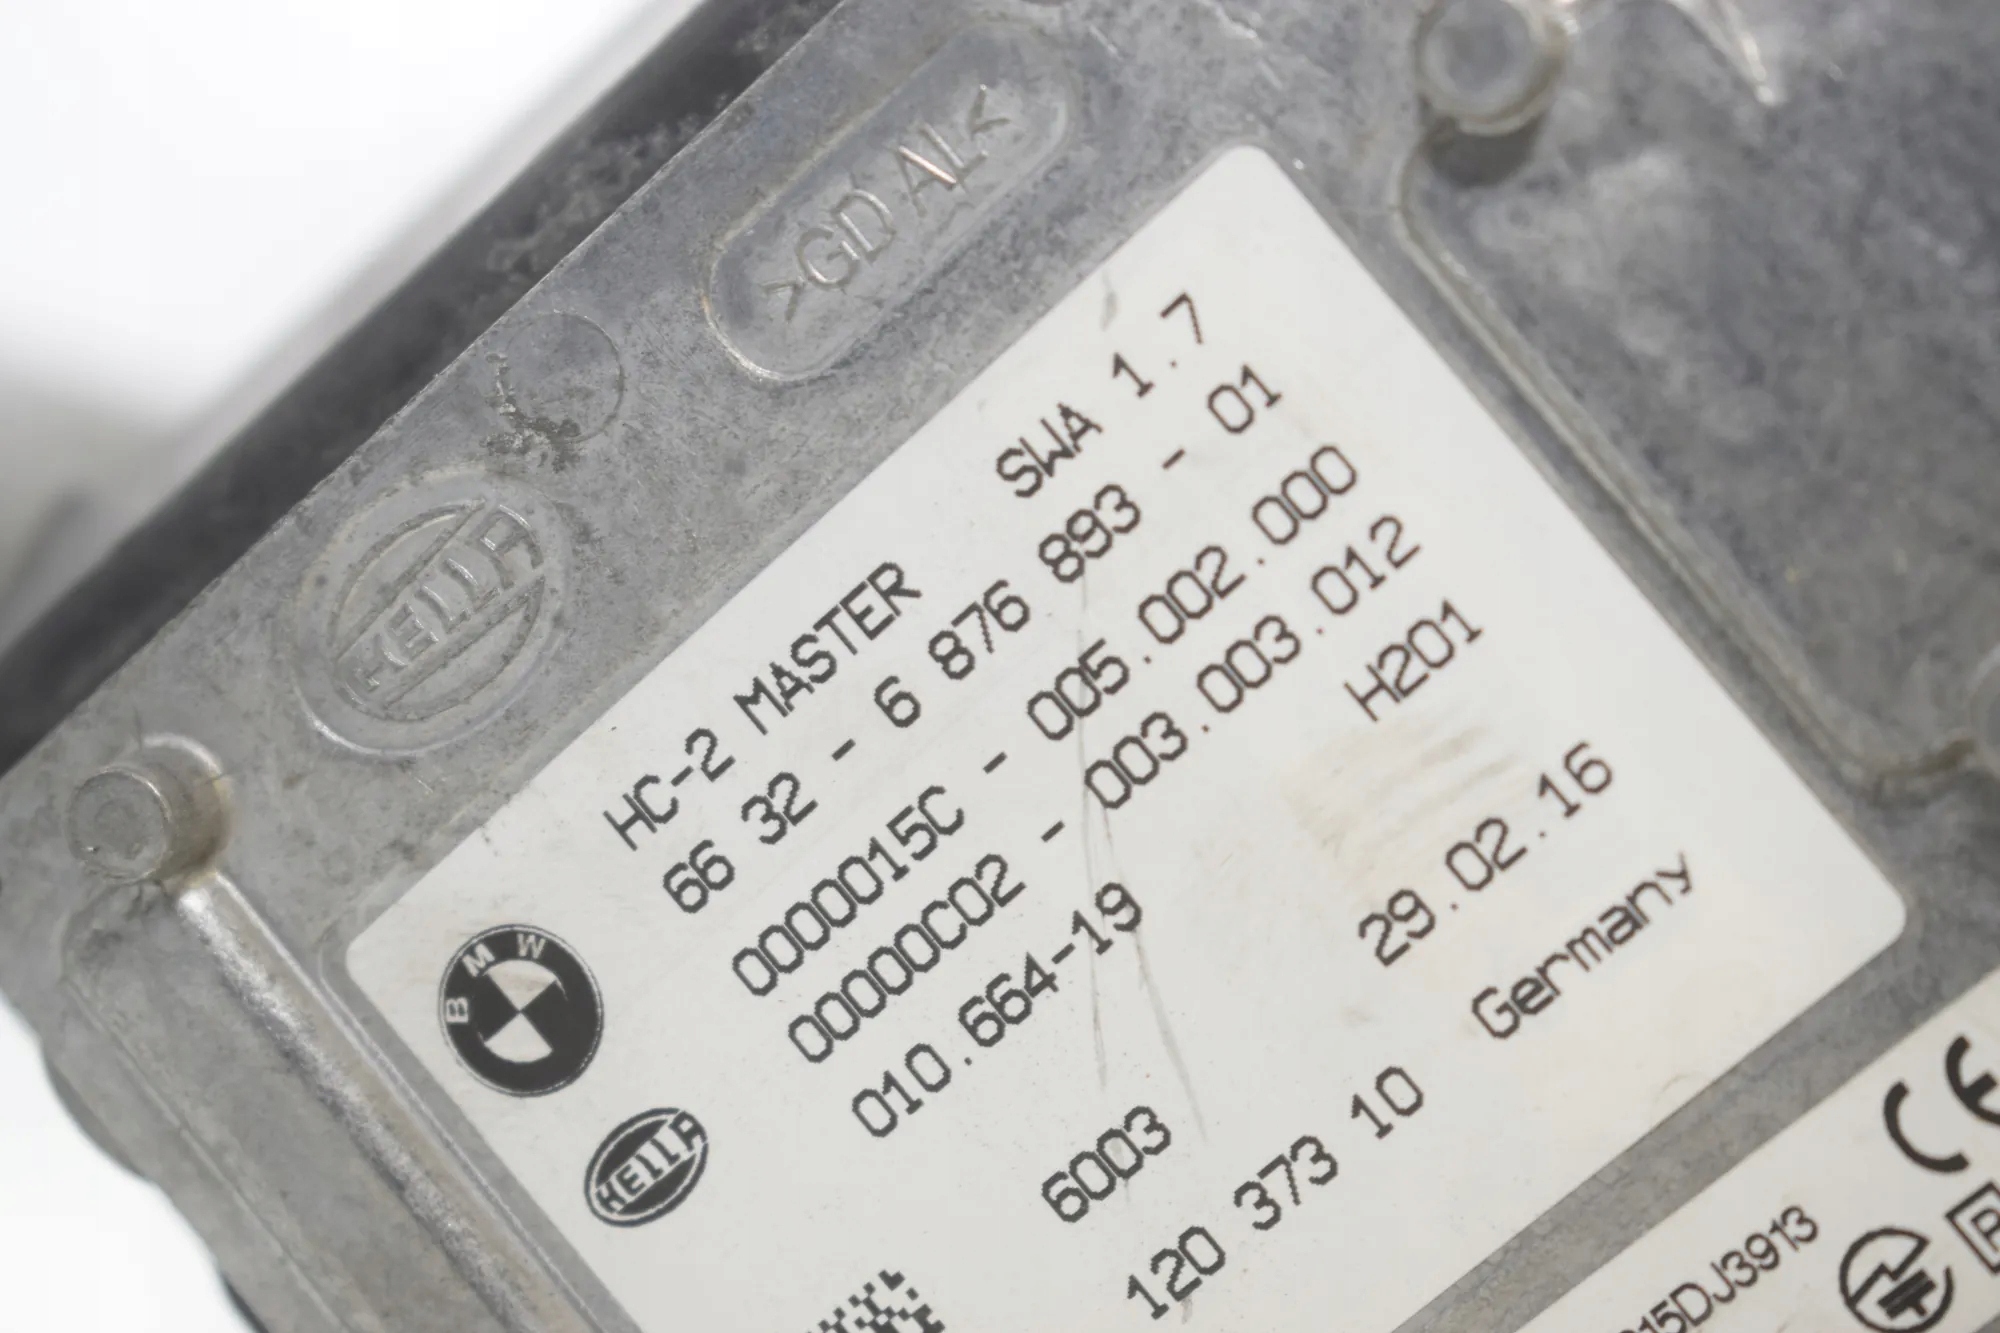 >GD AL<
HELLA
HC-2 MASTER SWA 1.7
66 32 - 6 876 893 - 01
0000015C - 005.002.000
00000C02 - 003.003.012
010.664-19 H201
29.02.16
6003 Germany
120 373 10
BMW
HELLA
CE
15DJ3913
R